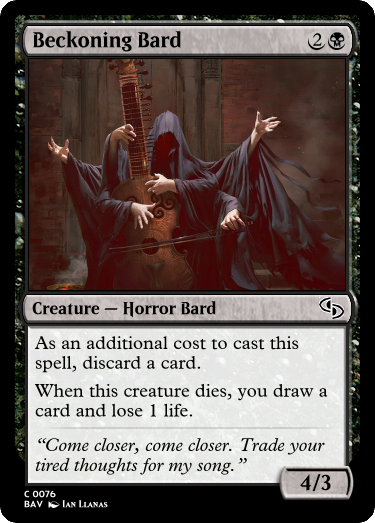 Beckoning Bard 2
Creature — Horror Bard
As an additional cost to cast this
spell, discard a card.
When this creature dies, you draw a
card and lose 1 life.
“Come closer, come closer. Trade your
tired thoughts for my song.”
4/3
C 0076
BAV Ian Llanas